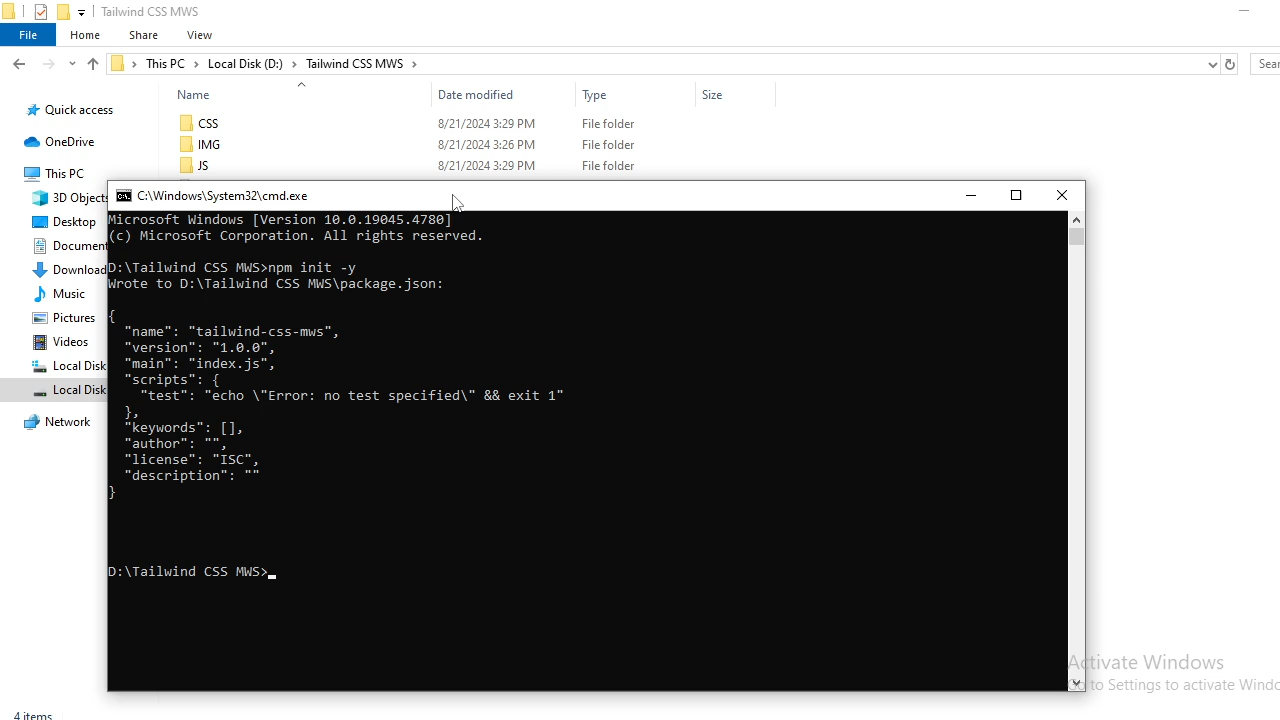 Tailwind CSS MWS
File Home Share View
This PC Local Disk (D:) Tailwind CSS MWS
Name Date modified Type Size
Quick access
CSS 8/21/2024 3:29 PM File folder
OneDrive
IMG 8/21/2024 3:26 PM File folder
This PC
JS 8/21/2024 3:29 PM File folder
3D Objects
Desktop
Document
Download
Music
Pictures
Videos
Local Disk
Local Disk
Network
C:\Windows\System32\cmd.exe
Microsoft Windows [Version 10.0.19045.4780]
(c) Microsoft Corporation. All rights reserved.
D:\Tailwind CSS MWS>npm init -y
Wrote to D:\Tailwind CSS MWS\package.json:
{
"name": "tailwind-css-mws",
"version": "1.0.0",
"main": "index.js",
"scripts": {
"test": "echo \"Error: no test specified\" && exit 1"
},
"keywords": [],
"author": "",
"license": "ISC",
"description": ""
}
D:\Tailwind CSS MWS>
Activate Windows
Go to Settings to activate Windo
4 items